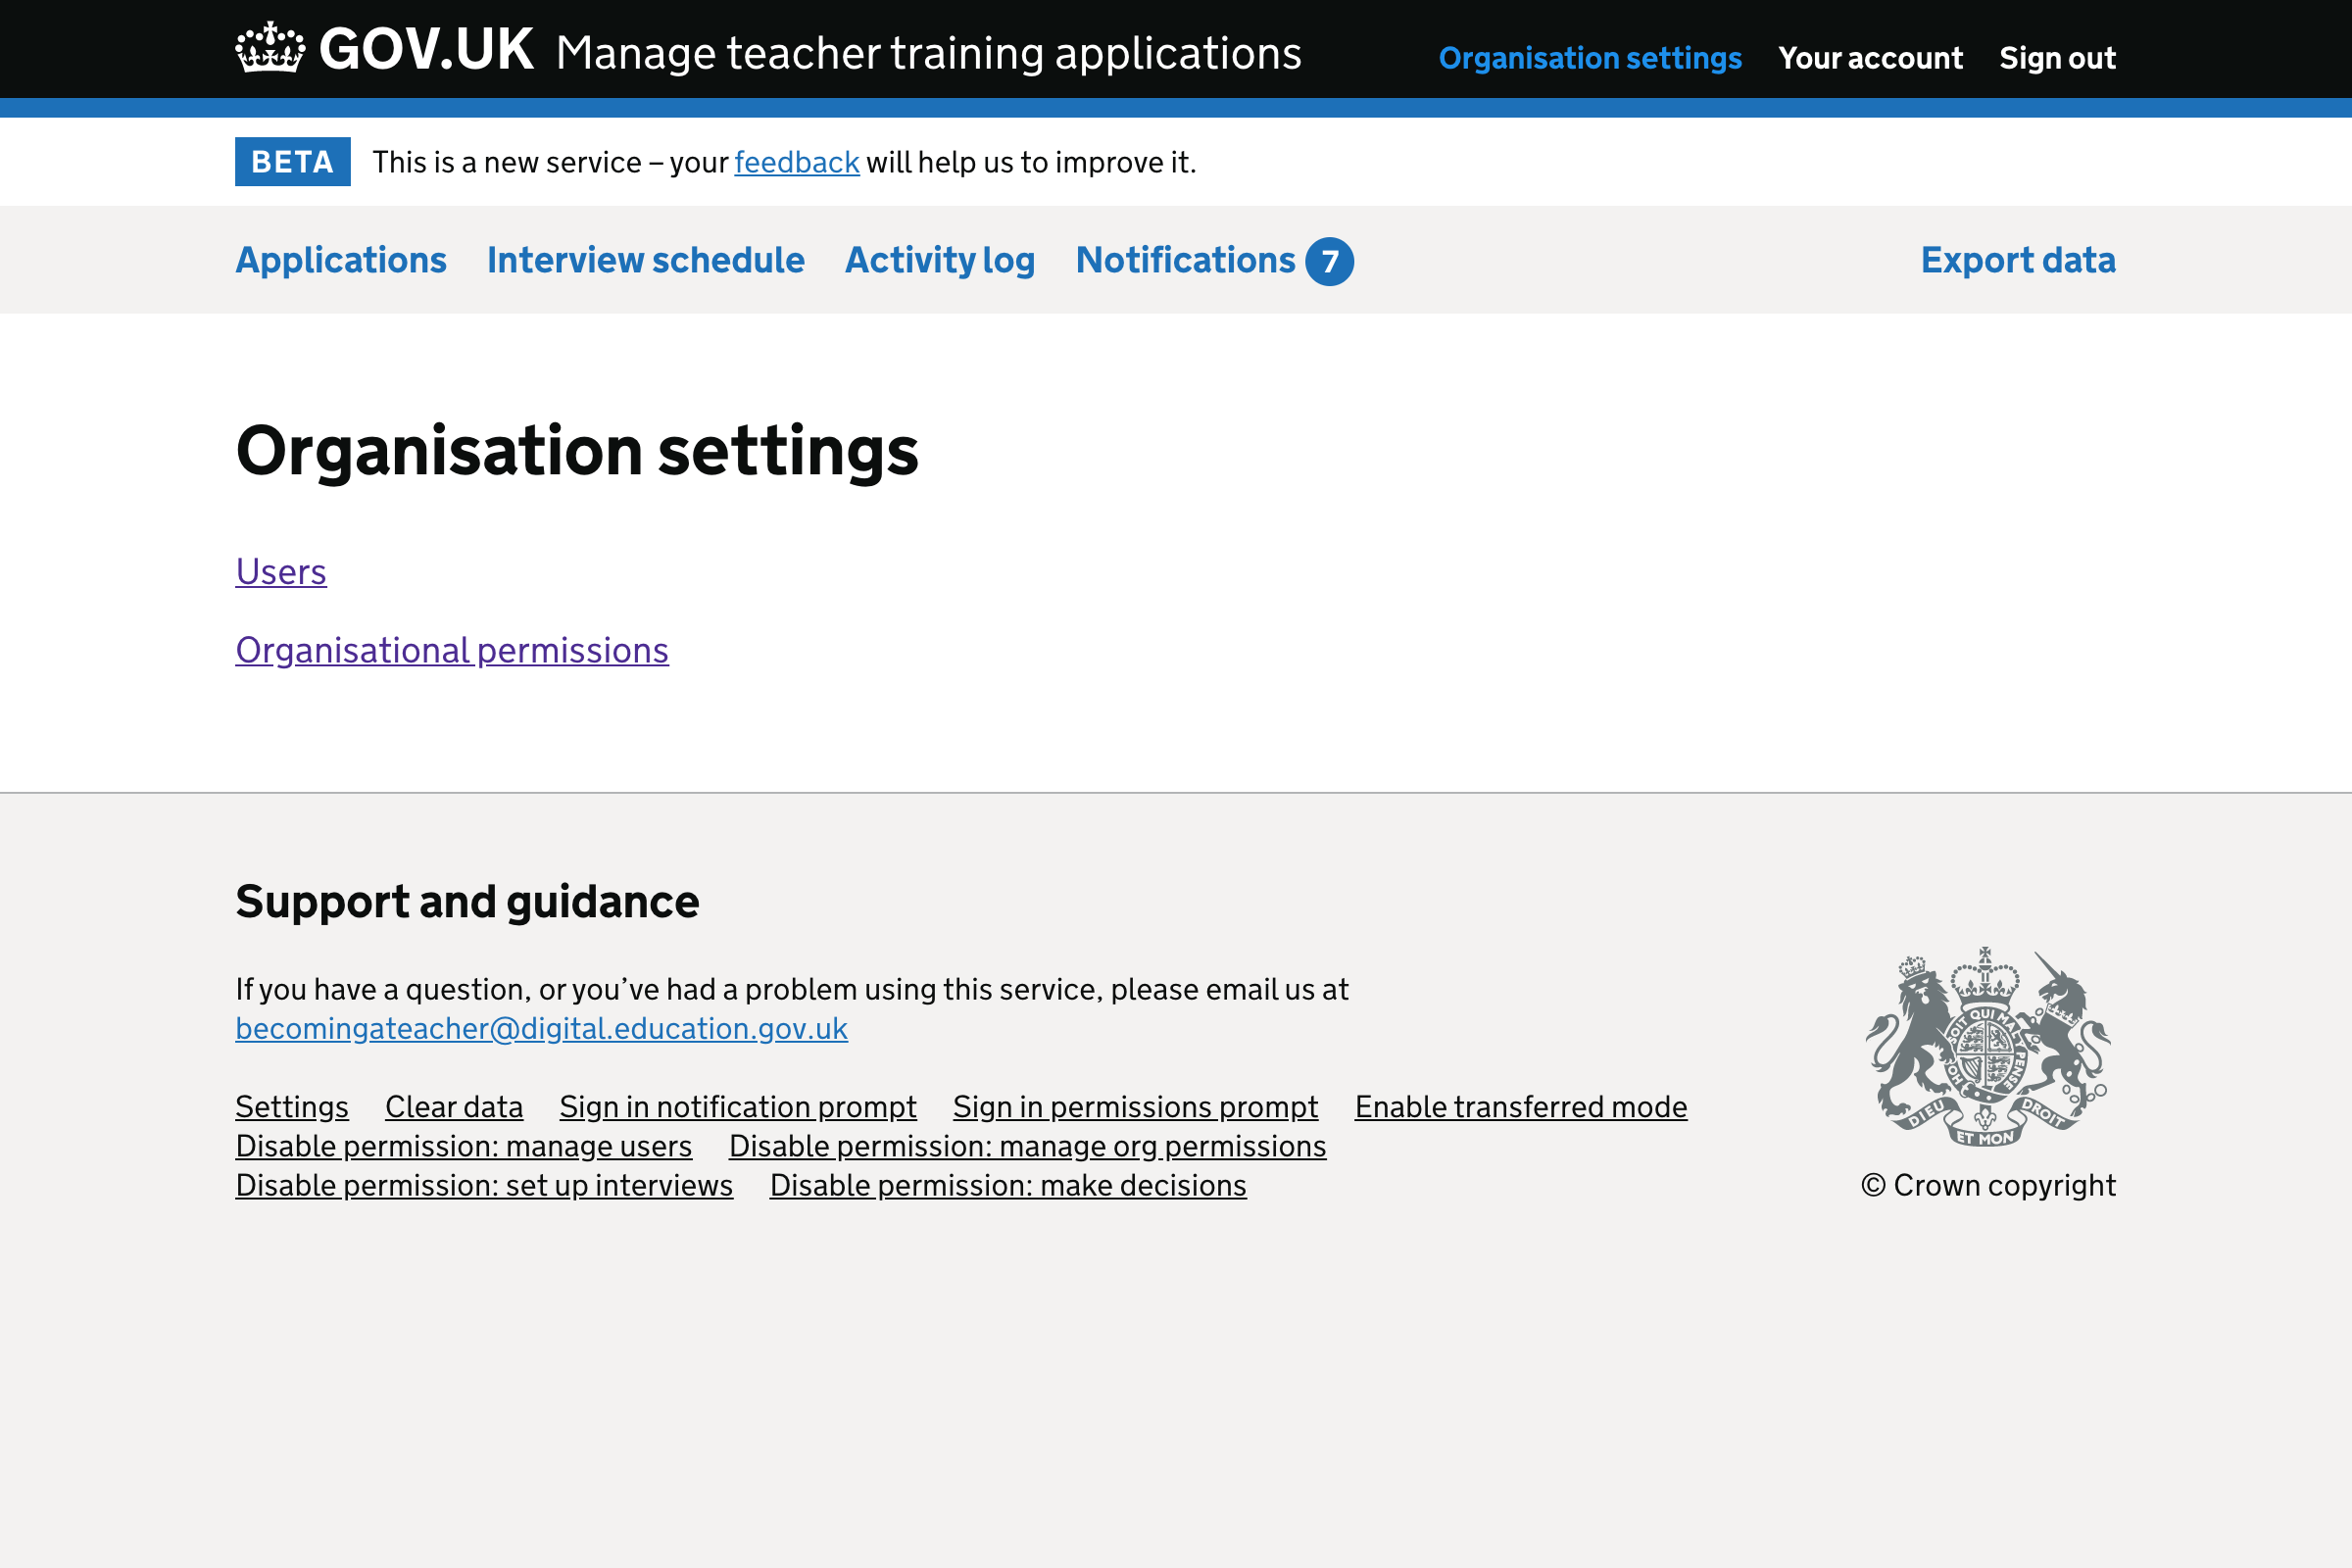 GOV.UK Manage teacher training applications Organisation settings Your account Sign out
BETA This is a new service – your feedback will help us to improve it.
Applications Interview schedule Activity log Notifications 7 Export data
Organisation settings
Users
Organisational permissions
Support and guidance
If you have a question, or you’ve had a problem using this service, please email us at
becomingateacher@digital.education.gov.uk
Settings Clear data Sign in notification prompt Sign in permissions prompt Enable transferred mode
Disable permission: manage users Disable permission: manage org permissions
Disable permission: set up interviews Disable permission: make decisions
SOIT QUI MAL Y PENSE
HON
DIEU ET MON DROIT
© Crown copyright